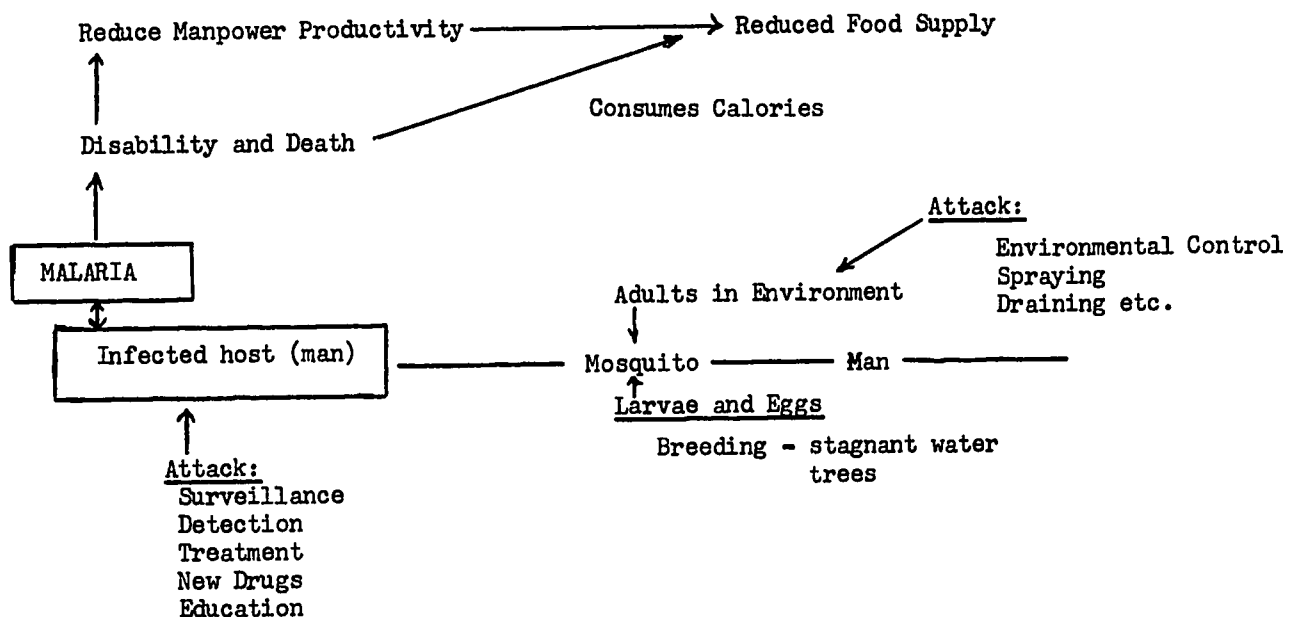 Reduce Manpower Productivity
Reduced Food Supply
Consumes Calories
Disability and Death
Attack:
Environmental Control
Spraying
Draining etc.
MALARIA
Adults in Environment
Infected host (man)
Mosquito
Man
Larvae and Eggs
Breeding - stagnant water
trees
Attack:
Surveillance
Detection
Treatment
New Drugs
Education